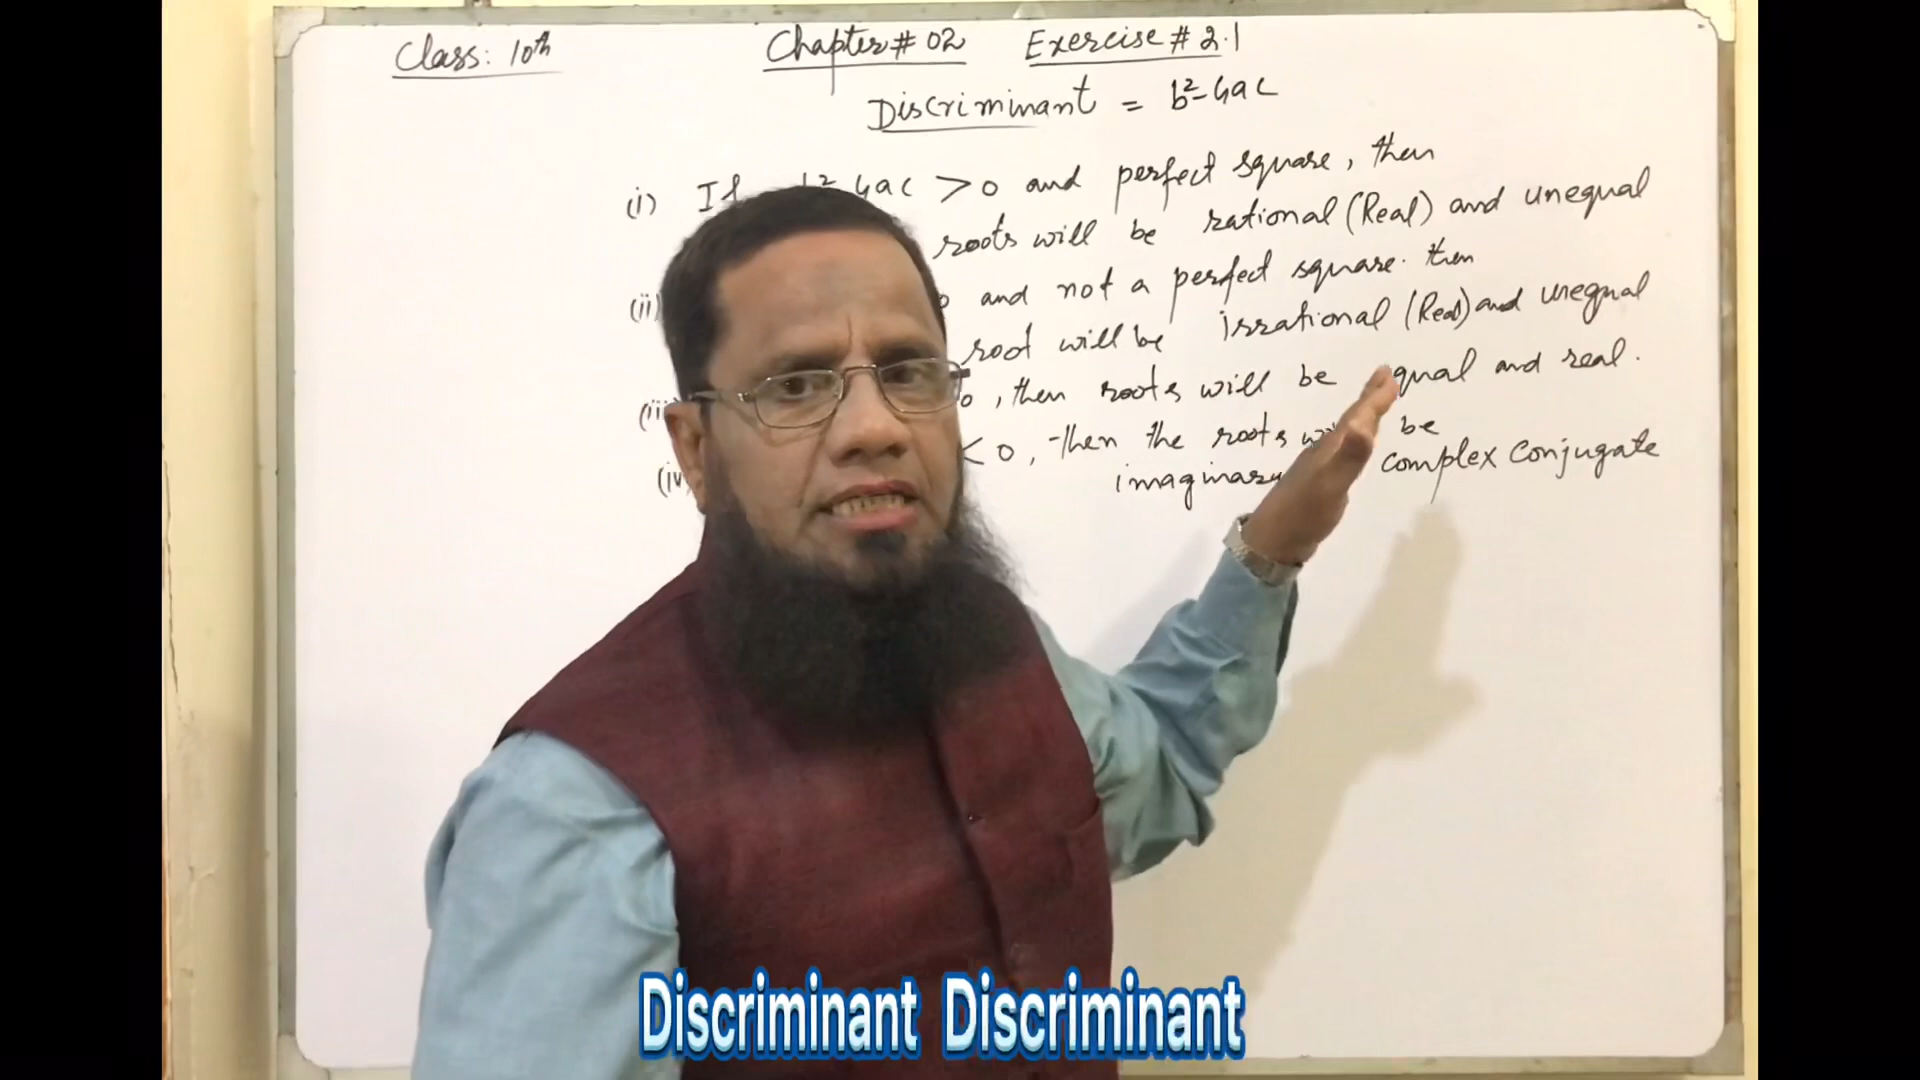 Class: 10th Chapter # 02 Exercise # 2.1
Discriminant = b²-4ac
(i) If b²-4ac >0 and perfect square, then
roots will be rational (Real) and unequal
(ii) 0 and not a perfect square. then
root will be irrational (Real) and unequal
(iii) 0, then roots will be equal and real.
(iv) <0, then the roots will be
imaginary complex conjugate
Discriminant Discriminant